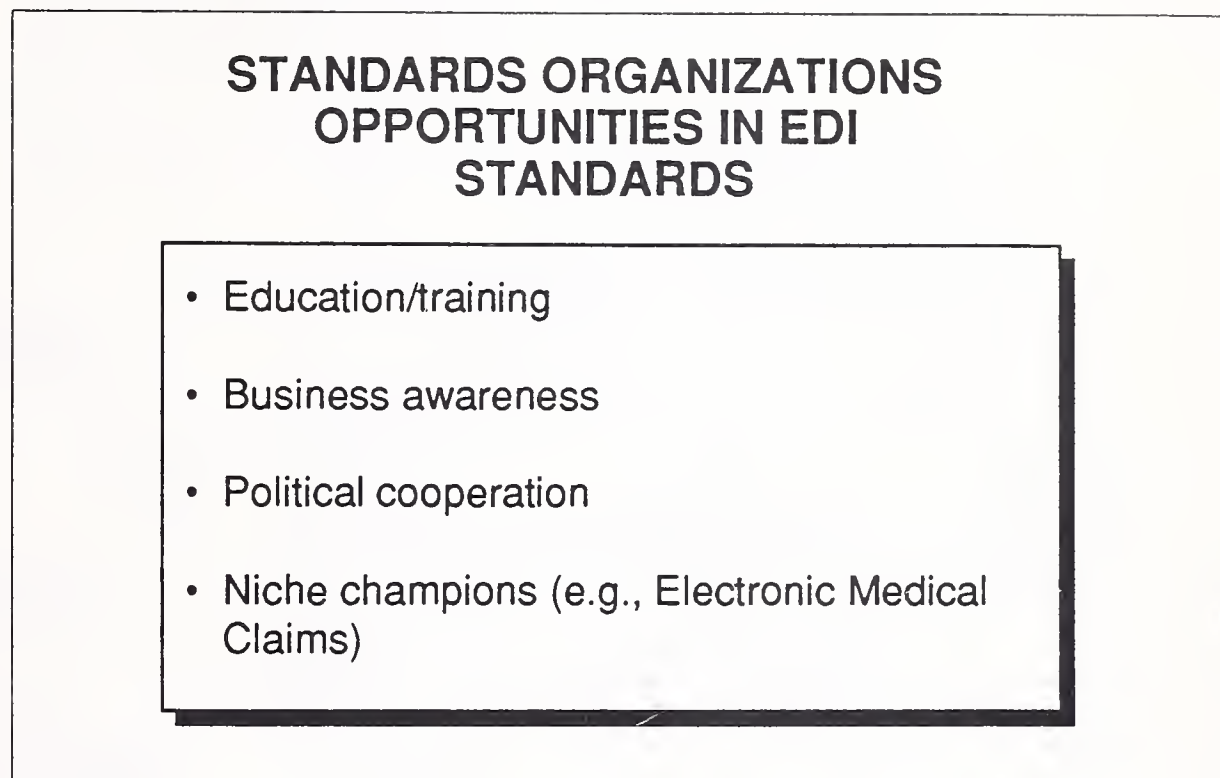 STANDARDS ORGANIZATIONS
OPPORTUNITIES IN EDI
STANDARDS
• Education/training
• Business awareness
• Political cooperation
• Niche champions (e.g., Electronic Medical
Claims)